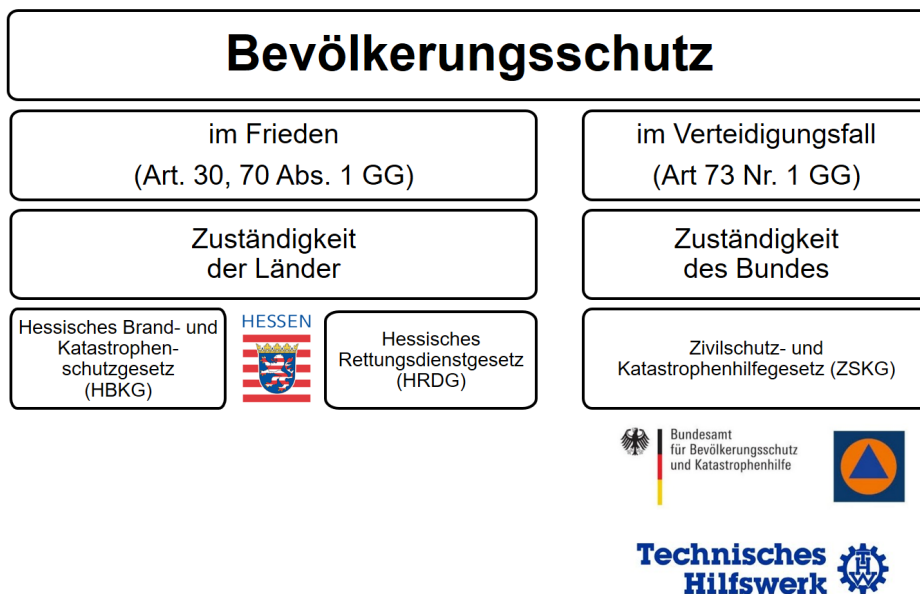 Bevölkerungsschutz
im Frieden
(Art. 30, 70 Abs. 1 GG)
im Verteidigungsfall
(Art 73 Nr. 1 GG)
Zuständigkeit
der Länder
Zuständigkeit
des Bundes
Hessisches Brand- und
Katastrophen-
schutzgesetz
(HBKG)
HESSEN
Hessisches
Rettungsdienstgesetz
(HRDG)
Zivilschutz- und
Katastrophenhilfegesetz (ZSKG)
Bundesamt
für Bevölkerungsschutz
und Katastrophenhilfe
Technisches
Hilfswerk
THW